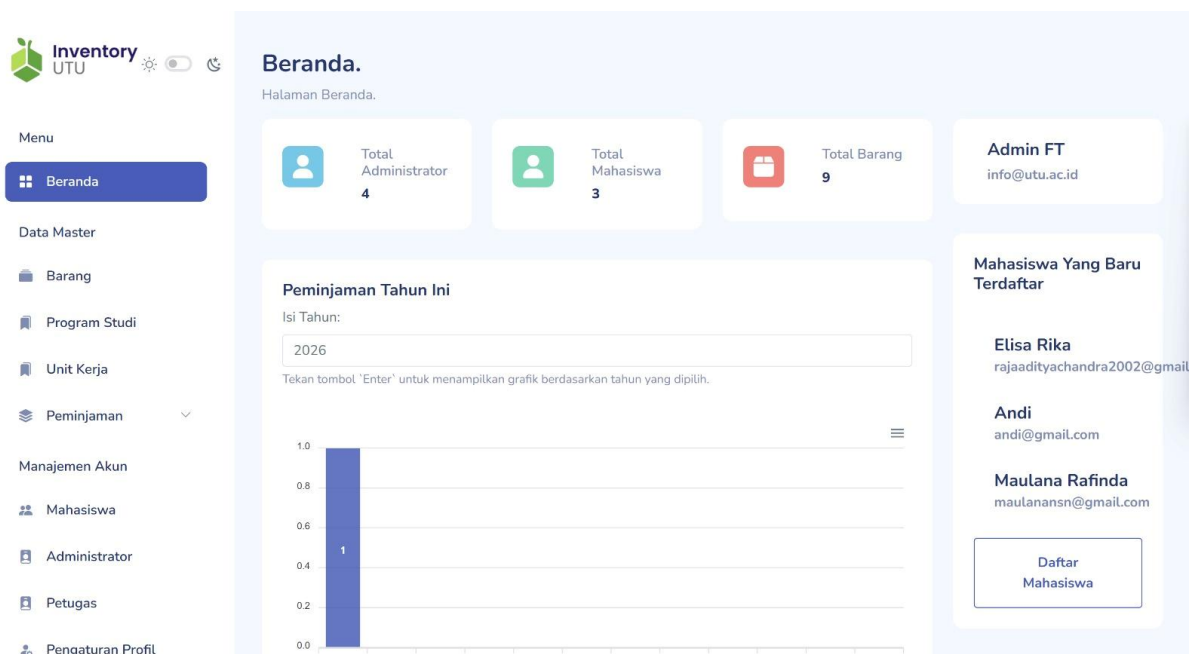 Inventory
UTU
Menu
Beranda
Data Master
Barang
Program Studi
Unit Kerja
Peminjaman
Manajemen Akun
Mahasiswa
Administrator
Petugas
Pengaturan Profil
Beranda.
Halaman Beranda.
Total
Administrator
4
Total
Mahasiswa
3
Total Barang
9
Peminjaman Tahun Ini
Isi Tahun:
2026
Tekan tombol `Enter` untuk menampilkan grafik berdasarkan tahun yang dipilih.
1.0
0.8
0.6
0.4
0.2
0.0
1
Admin FT
info@utu.ac.id
Mahasiswa Yang Baru
Terdaftar
Elisa Rika
rajaadityachandra2002@gmail
Andi
andi@gmail.com
Maulana Rafinda
maulanansn@gmail.com
Daftar
Mahasiswa